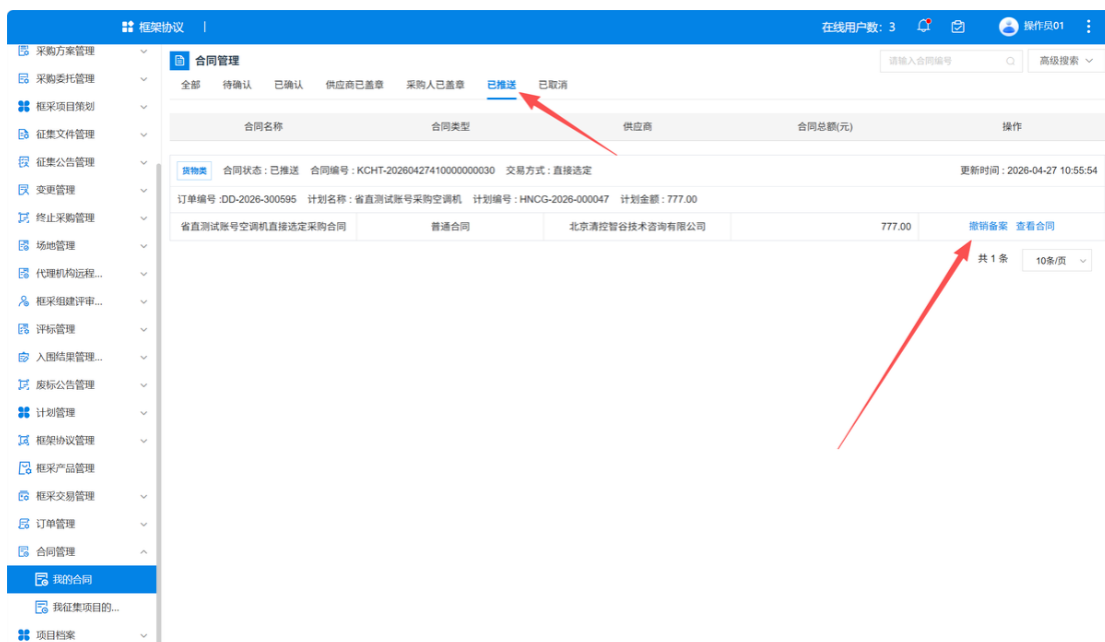 框架协议 |
在线用户数：3
操作员01
采购方案管理
采购委托管理
框采项目策划
征集文件管理
征集公告管理
变更管理
终止采购管理
场地管理
代理机构远程...
框采组建评审...
评标管理
入围结果管理...
废标公告管理
计划管理
框架协议管理
框采产品管理
框采交易管理
订单管理
合同管理
我的合同
我征集项目的...
项目档案
合同管理
请输入合同编号
高级搜索
全部 待确认 已确认 供应商已盖章 采购人已盖章 已推送 已取消
合同名称 合同类型 供应商 合同总额(元) 操作
货物类 合同状态 : 已推送 合同编号 : KCHT-20260427410000000030 交易方式 : 直接选定 更新时间 : 2026-04-27 10:55:54
订单编号 :DD-2026-300595 计划名称 : 省直测试账号采购空调机 计划编号 : HNCG-2026-000047 计划金额 : 777.00
省直测试账号空调机直接选定采购合同 普通合同 北京清控智谷技术咨询有限公司 777.00 撤销备案 查看合同
共 1 条 10条/页